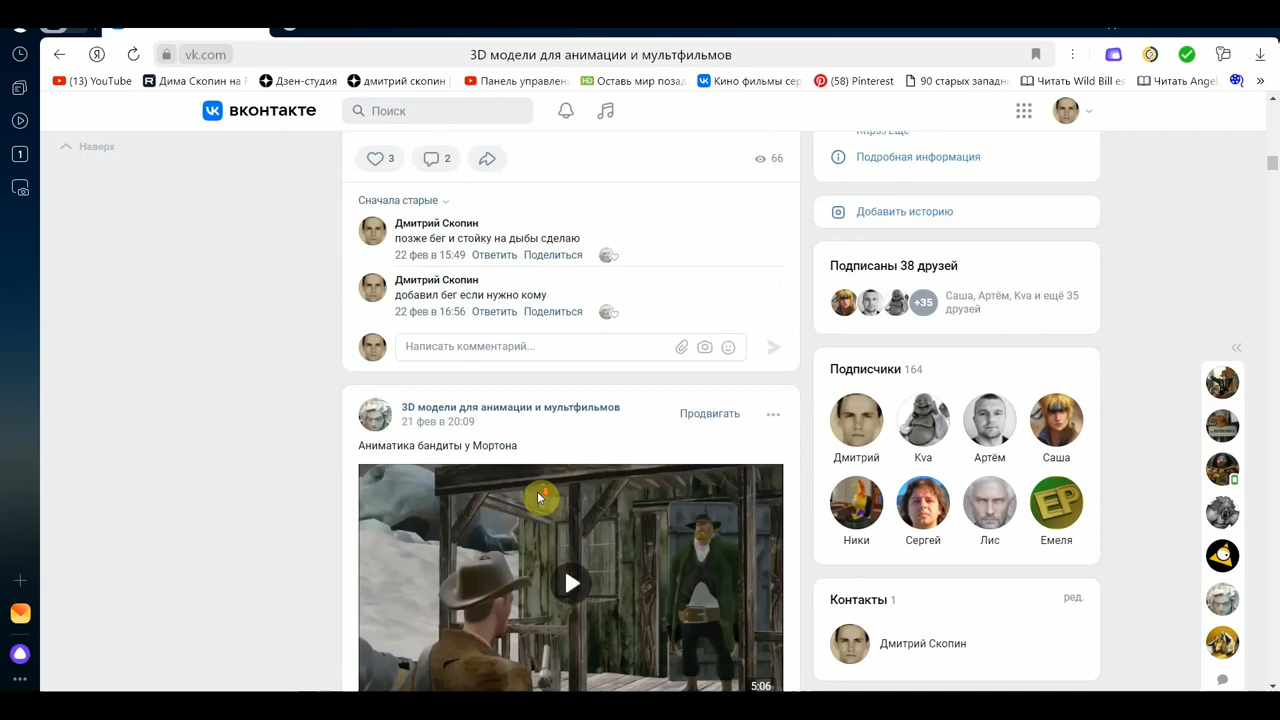 vk.com
3D модели для анимации и мультфильмов
(13) YouTube
Дима Скопин на R
Дзен-студия
дмитрий скопин |
Панель управлен
Оставь мир позад
Кино фильмы сер
(58) Pinterest
90 старых западн
Читать Wild Bill es
Читать Angel
»
вконтакте
Поиск
Наверх
3
2
66
Сначала старые
Дмитрий Скопин
позже бег и стойку на дыбы сделаю
22 фев в 15:49 Ответить Поделиться
Дмитрий Скопин
добавил бег если нужно кому
22 фев в 16:56 Ответить Поделиться
Написать комментарий...
3D модели для анимации и мультфильмов
21 фев в 20:09
Продвигать
Аниматика бандиты у Мортона
5:06
Подробная информация
Добавить историю
Подписаны 38 друзей
+35
Саша, Артём, Kva и ещё 35
друзей
Подписчики 164
Дмитрий
Kva
Артём
Саша
Ники
Сергей
Лис
EP
Емеля
Контакты 1
ред.
Дмитрий Скопин
1